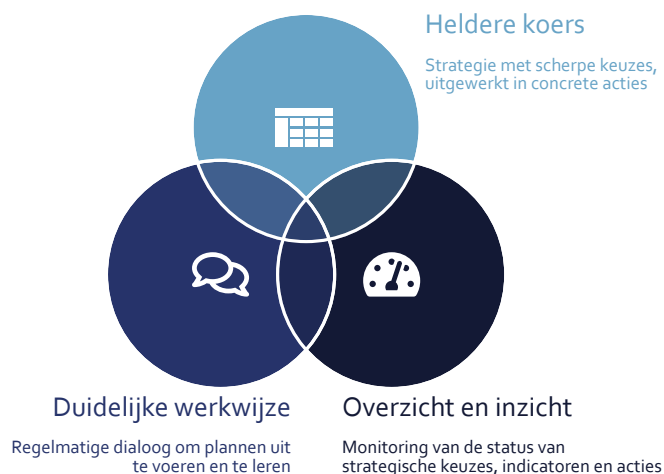 Heldere koers
Strategie met scherpe keuzes,
uitgewerkt in concrete acties
Duidelijke werkwijze
Regelmatige dialoog om plannen uit
te voeren en te leren
Overzicht en inzicht
Monitoring van de status van
strategische keuzes, indicatoren en acties